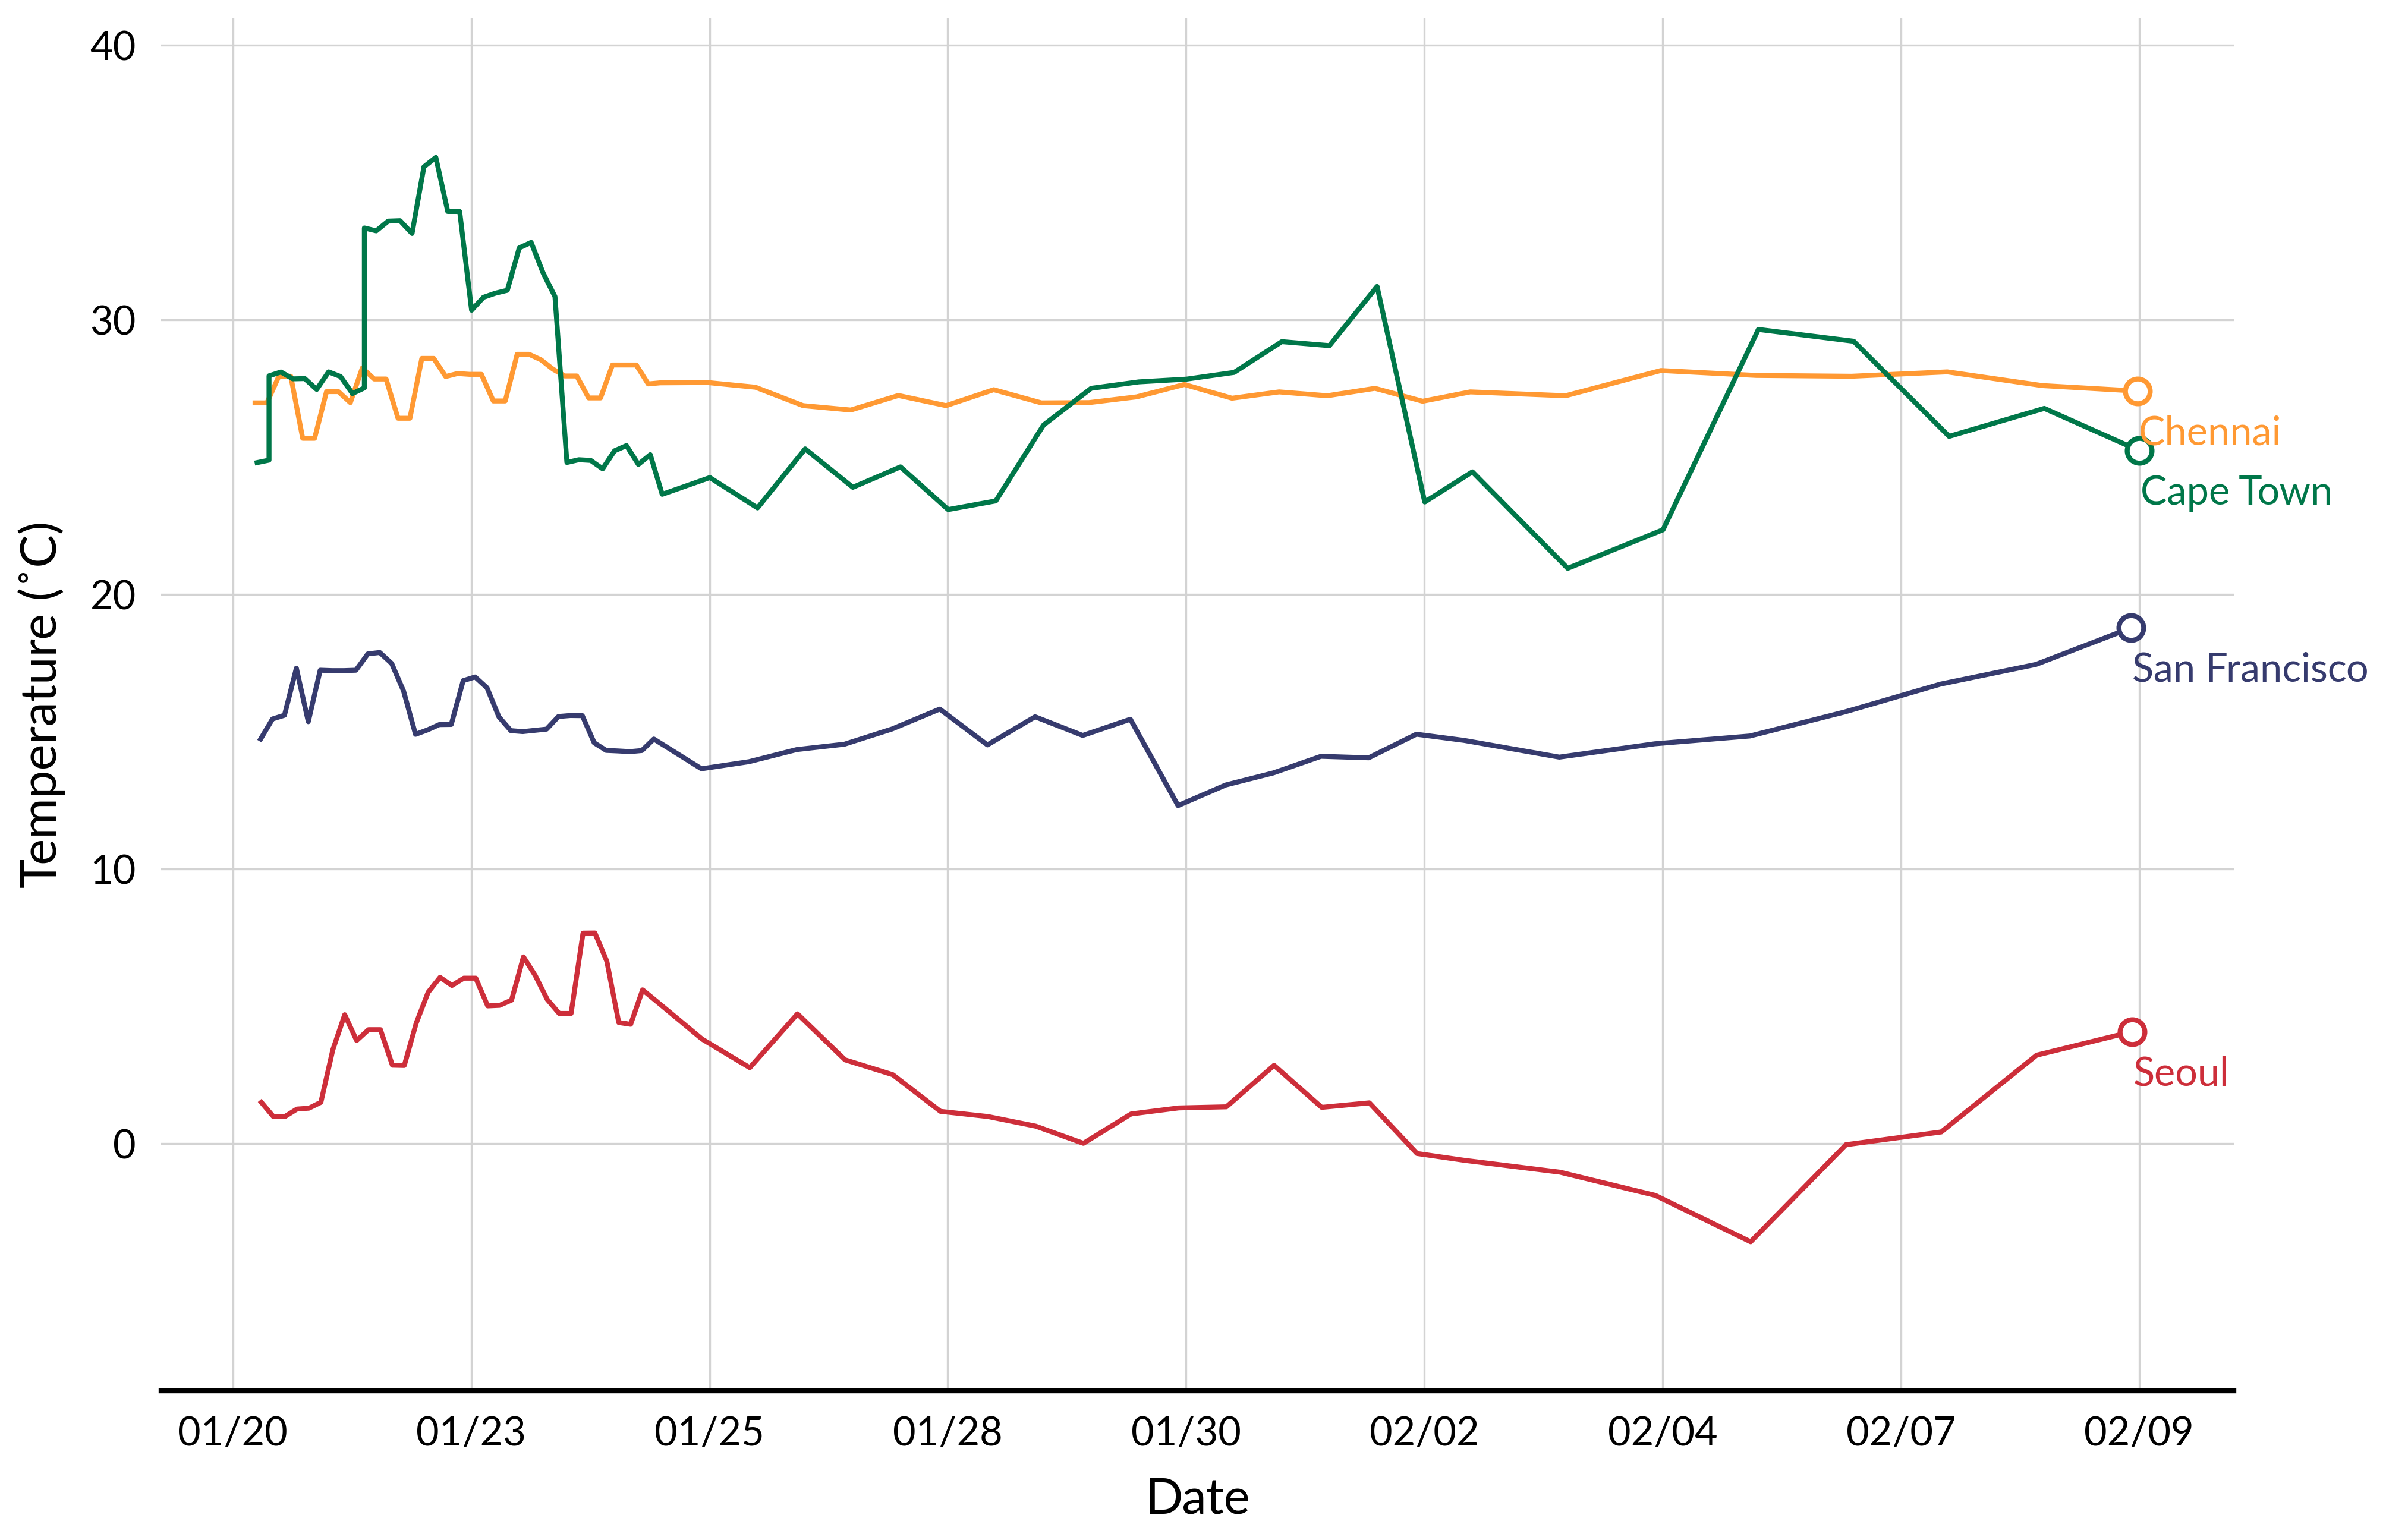 40
30
20
10
0
Temperature (°C)
Chennai
Cape Town
San Francisco
Seoul
01/20 01/23 01/25 01/28 01/30 02/02 02/04 02/07 02/09
Date